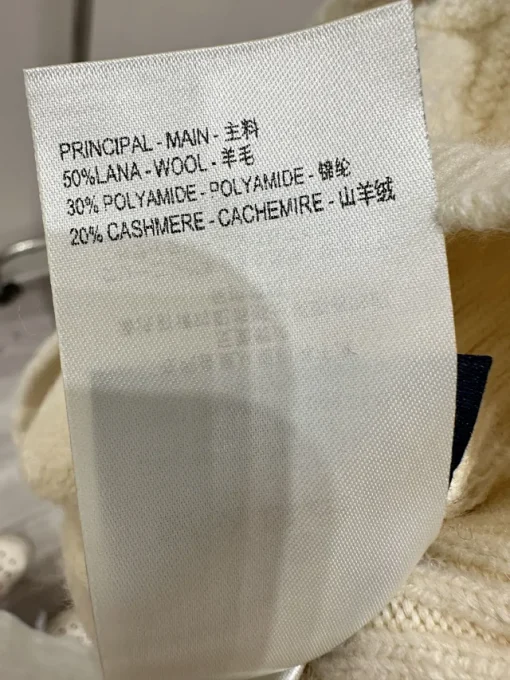 PRINCIPAL - MAIN - 主料
50%LANA - WOOL - 羊毛
30% POLYAMIDE - POLYAMIDE - 锦纶
20% CASHMERE - CACHEMIRE - 山羊绒